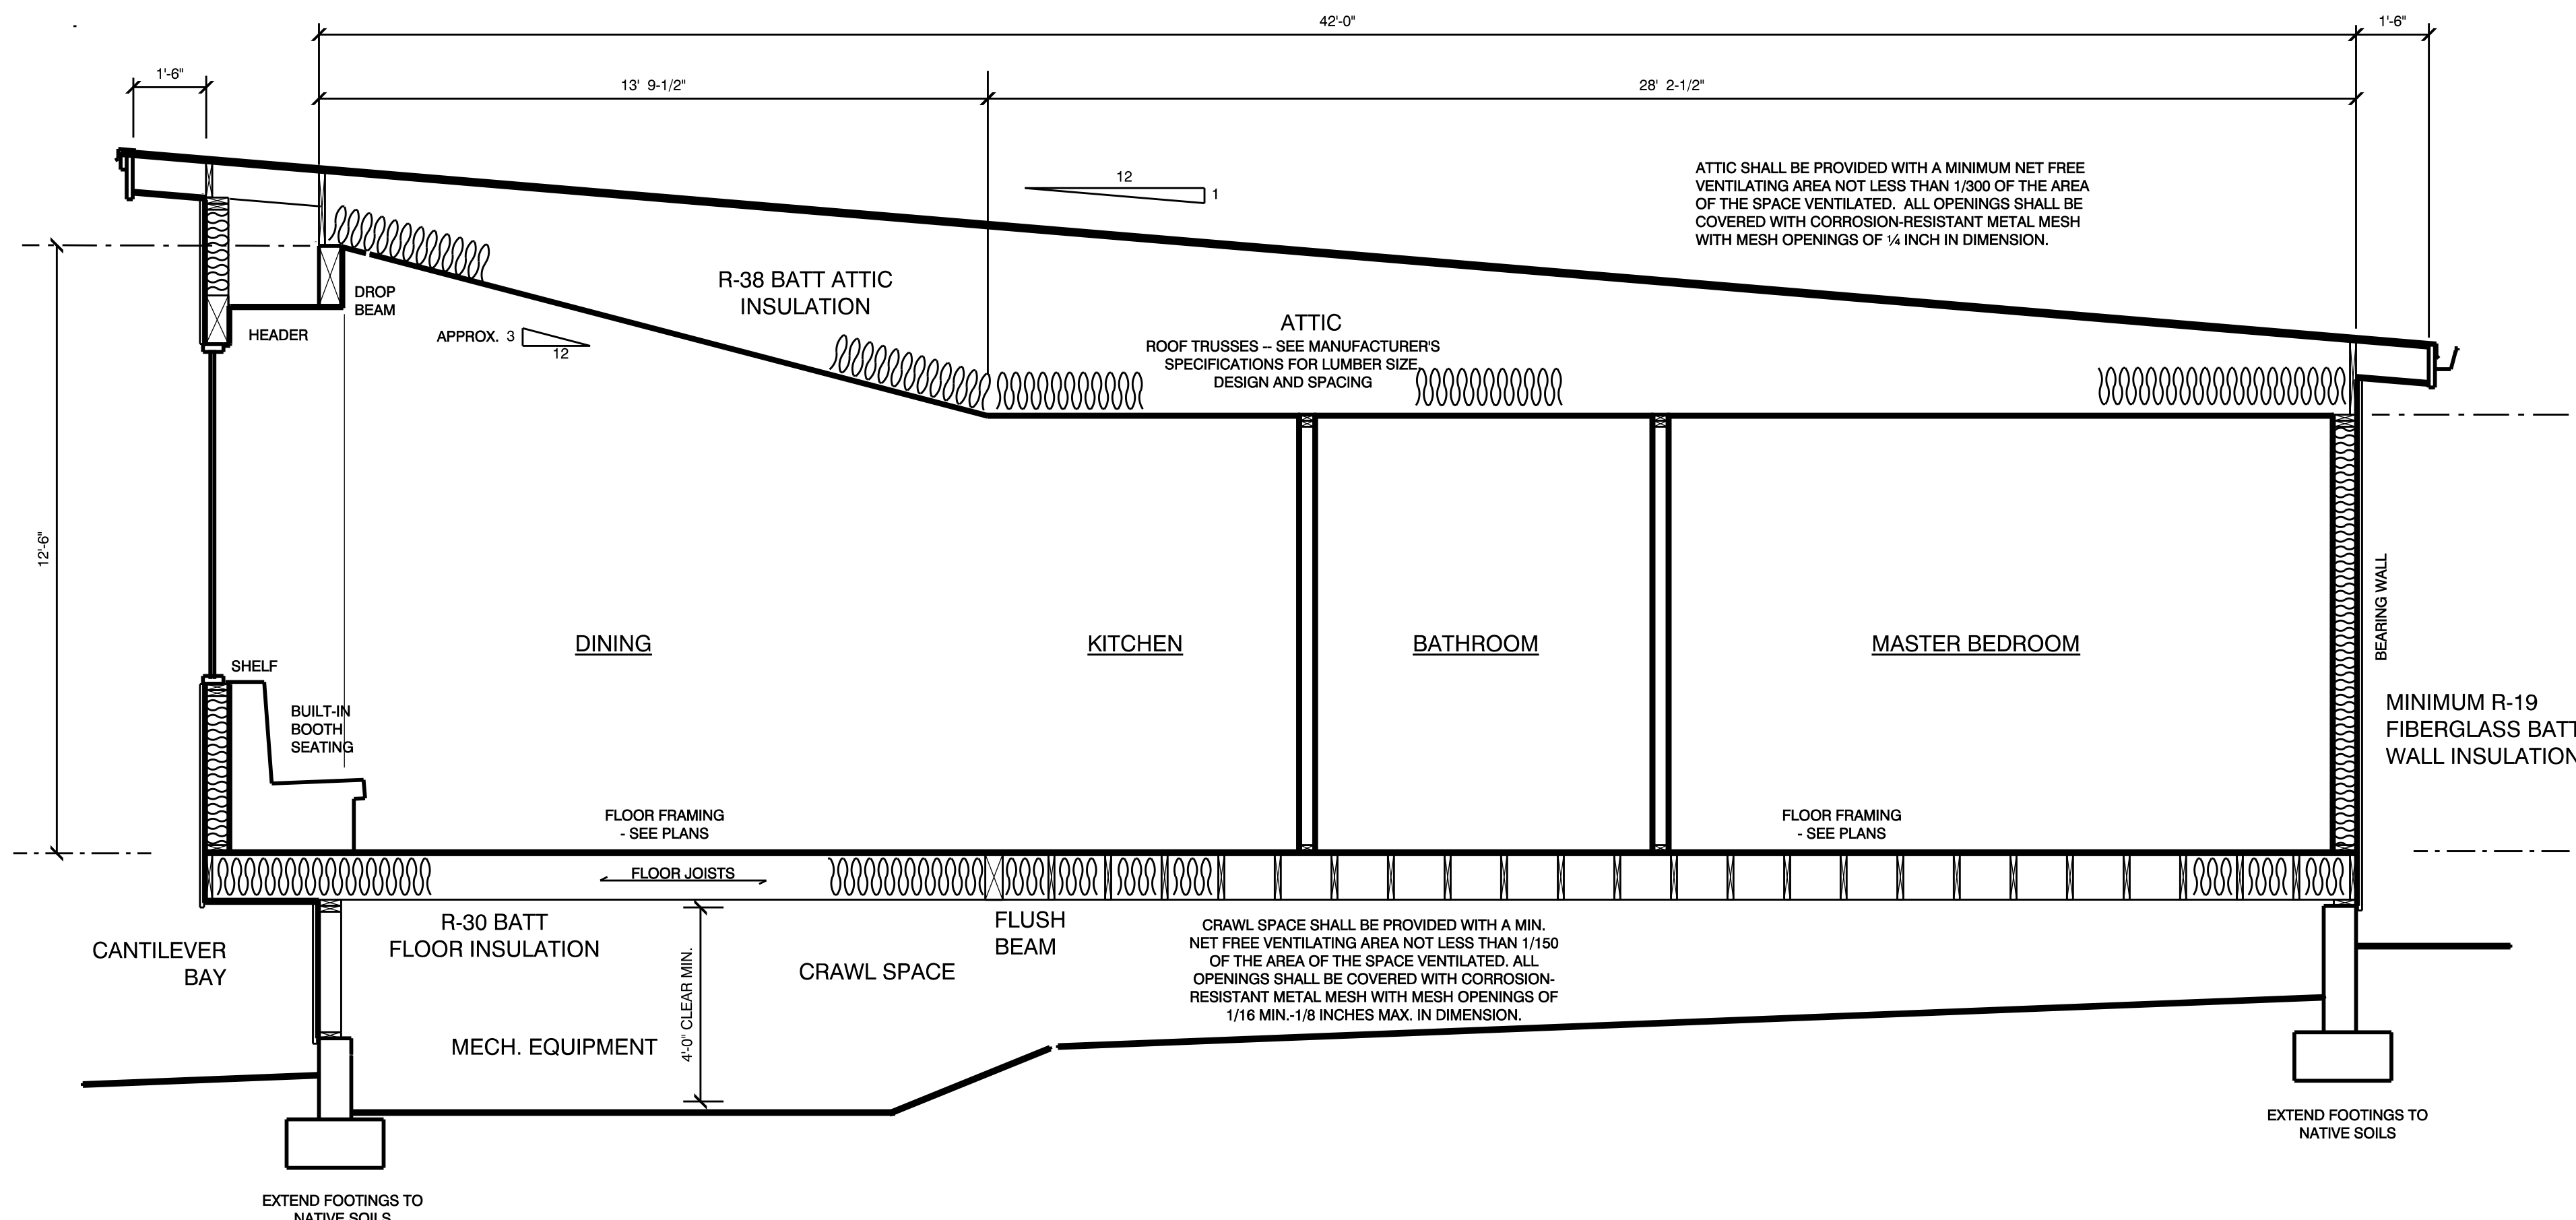 42'-0"
1'-6"
1'-6"
13' 9-1/2"
28' 2-1/2"
ATTIC SHALL BE PROVIDED WITH A MINIMUM NET FREE
VENTILATING AREA NOT LESS THAN 1/300 OF THE AREA
OF THE SPACE VENTILATED. ALL OPENINGS SHALL BE
COVERED WITH CORROSION-RESISTANT METAL MESH
WITH MESH OPENINGS OF ¼ INCH IN DIMENSION.
12
1
R-38 BATT ATTIC
INSULATION
DROP
BEAM
HEADER
APPROX. 3
12
ATTIC
ROOF TRUSSES -- SEE MANUFACTURER'S
SPECIFICATIONS FOR LUMBER SIZE,
DESIGN AND SPACING
12'-6"
DINING
KITCHEN
BATHROOM
MASTER BEDROOM
BEARING WALL
SHELF
BUILT-IN
BOOTH
SEATING
MINIMUM R-19
FIBERGLASS BATT
WALL INSULATION
FLOOR FRAMING
- SEE PLANS
FLOOR FRAMING
- SEE PLANS
FLOOR JOISTS
R-30 BATT
FLOOR INSULATION
FLUSH
BEAM
CANTILEVER
BAY
CRAWL SPACE
4'-0" CLEAR MIN.
CRAWL SPACE SHALL BE PROVIDED WITH A MIN.
NET FREE VENTILATING AREA NOT LESS THAN 1/150
OF THE AREA OF THE SPACE VENTILATED. ALL
OPENINGS SHALL BE COVERED WITH CORROSION-
RESISTANT METAL MESH WITH MESH OPENINGS OF
1/16 MIN.-1/8 INCHES MAX. IN DIMENSION.
MECH. EQUIPMENT
EXTEND FOOTINGS TO
NATIVE SOILS
EXTEND FOOTINGS TO
NATIVE SOILS